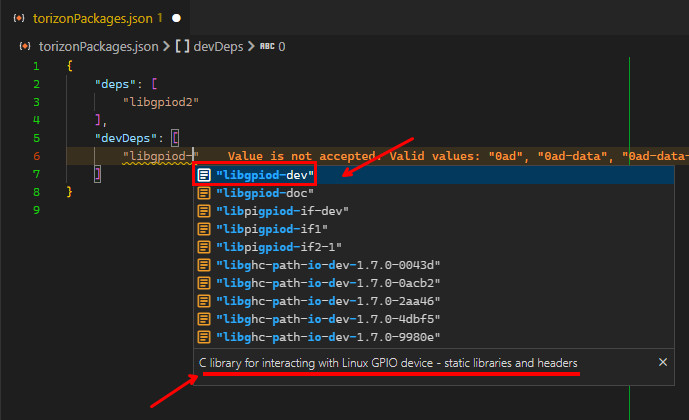 torizonPackages.json 1
torizonPackages.json > [ ] devDeps > ABC 0
1 {
2 "deps": [
3 "libgpiod2"
4 ],
5 "devDeps": [
6 "libgpiod-" Value is not accepted. Valid values: "0ad", "0ad-data", "0ad-data-
7 ]
8 }
9
"libgpiod-dev"
"libgpiod-doc"
"libpigpiod-if-dev"
"libpigpiod-if1"
"libpigpiod-if2-1"
"libghc-path-io-dev-1.7.0-0043d"
"libghc-path-io-dev-1.7.0-0acb2"
"libghc-path-io-dev-1.7.0-2aa46"
"libghc-path-io-dev-1.7.0-4dbf5"
"libghc-path-io-dev-1.7.0-9980e"
C library for interacting with Linux GPIO device - static libraries and headers